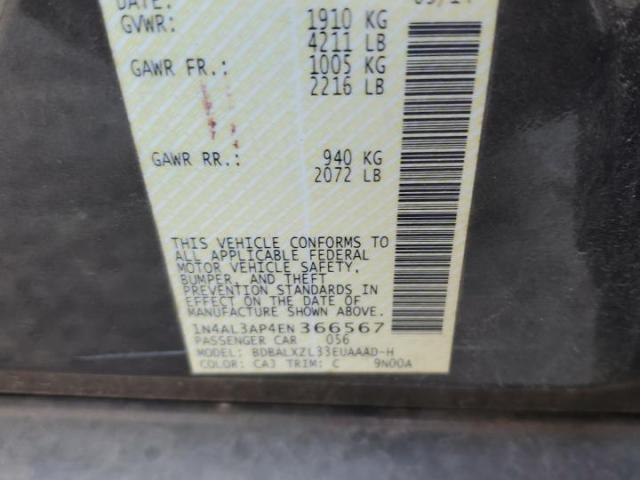 DATE:
GVWR: 1910 KG
4211 LB
GAWR FR.: 1005 KG
2216 LB
GAWR RR.: 940 KG
2072 LB
THIS VEHICLE CONFORMS TO
ALL APPLICABLE FEDERAL
MOTOR VEHICLE SAFETY,
BUMPER, AND THEFT
PREVENTION STANDARDS IN
EFFECT ON THE DATE OF
MANUFACTURE SHOWN ABOVE.
1N4AL3AP4EN366567
PASSENGER CAR 056
MODEL: BDBALXZL33EUAAAD-H
COLOR: CAJ TRIM: C 9N00A